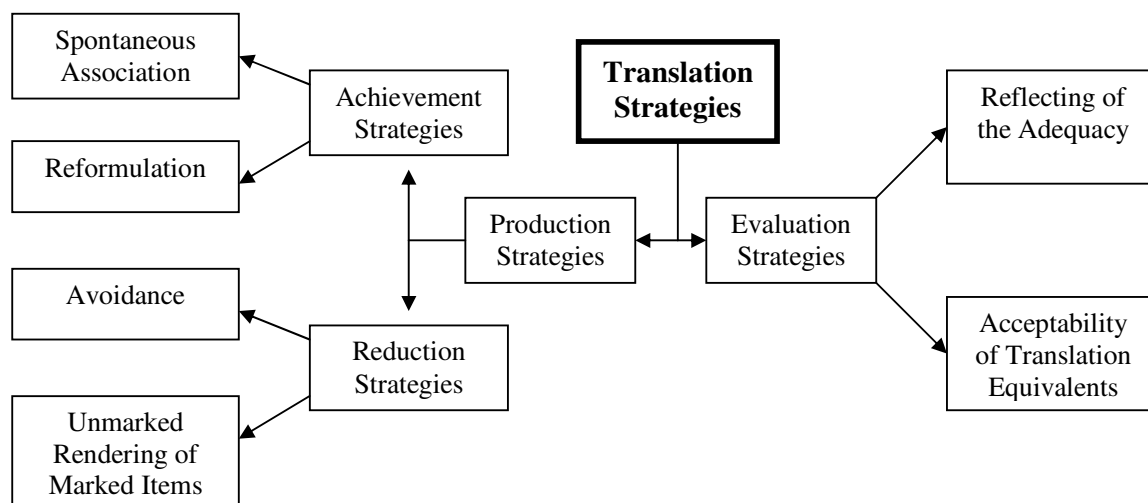 Spontaneous
Association
Translation
Strategies
Achievement
Strategies
Reflecting of
the Adequacy
Reformulation
Production
Strategies
Evaluation
Strategies
Avoidance
Reduction
Strategies
Acceptability
of Translation
Equivalents
Unmarked
Rendering of
Marked Items